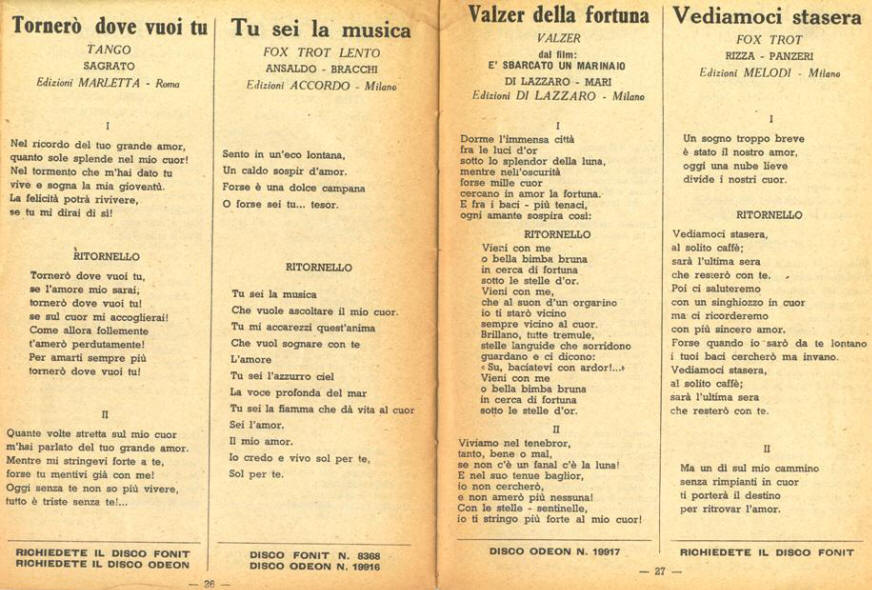 Tornerò dove vuoi tu
TANGO
SAGRATO
Edizioni MARLETTA - Roma
I
Nel ricordo del tuo grande amor,
quanto sole splende nel mio cuor!
Nel tormento che m'hai dato tu
vive e sogna la mia gioventù.
La felicità potrà rivivere,
se tu mi dirai di sì!
RITORNELLO
Tornerò dove vuoi tu,
se l'amore mio sarai,
tornerò dove vuoi tu!
se sul cuor mi accoglierai!
Come allora follemente
t'amerò perdutamente!
Per amarti sempre più
tornerò dove vuoi tu!
II
Quante volte stretta sul mio cuor
m'hai parlato del tuo grande amor.
Mentre mi stringevi forte a te,
forse tu mentivi già con me!
Oggi senza te non so più vivere,
tutto è triste senza te!...
RICHIEDETE IL DISCO FONIT
RICHIEDETE IL DISCO ODEON
Tu sei la musica
FOX TROT LENTO
ANSALDO - BRACCHI
Edizioni ACCORDO - Milano
Sento in un'eco lontana,
Un caldo sospir d'amor.
Forse è una dolce campana
O forse sei tu... tesor.
RITORNELLO
Tu sei la musica
Che vuole ascoltare il mio cuor.
Tu mi accarezzi quest'anima
Che vuol sognare con te
L'amore
Tu sei l'azzurro ciel
La voce profonda del mar
Tu sei la fiamma che dà vita al cuor
Sei l'amor.
Il mio amor.
Io credo e vivo sol per te,
Sol per te.
DISCO FONIT N. 8368
DISCO ODEON N. 19916
— 26 —
Valzer della fortuna
VALZER
dal film:
E' SBARCATO UN MARINAIO
DI LAZZARO - MARI
Edizioni DI LAZZARO - Milano
I
Dorme l'immensa città
fra le luci d'or
sotto lo splendor della luna,
mentre nell'oscurità
forse mille cuor
cercano in amor la fortuna.
E fra i baci - più tenaci,
ogni amante sospira così:
RITORNELLO
Vieni con me
o bella bimba bruna
in cerca di fortuna
sotto le stelle d'or.
Vieni con me,
che al suon d'un organino
io ti starò vicino
sempre vicino al cuor.
Brillano, tutte tremule,
stelle languide che sorridono
guardano e ci dicono:
«Su, baciatevi con ardor!...»
Vieni con me
o bella bimba bruna
in cerca di fortuna
sotto le stelle d'or.
II
Viviamo nel tenebror,
tanto, bene o mal,
se non c'è un fanal c'è la luna!
E nel suo tenue baglior,
io non cercherò,
e non amerò più nessuna!
Con le stelle - sentinelle,
io ti stringo più forte al mio cuor!
DISCO ODEON N. 19917
Vediamoci stasera
FOX TROT
RIZZA - PANZERI
Edizioni MELODI - Milano
I
Un sogno troppo breve
è stato il nostro amor,
oggi una nube lieve
divide i nostri cuor.
RITORNELLO
Vediamoci stasera,
al solito caffè;
sarà l'ultima sera
che resterò con te.
Poi ci saluteremo
con un singhiozzo in cuor
ma ci ricorderemo
con più sincero amor.
Forse quando io sarò da te lontano
i tuoi baci cercherò ma invano.
Vediamoci stasera,
al solito caffè;
sarà l'ultima sera
che resterò con te.
II
Ma un dì sul mio cammino
senza rimpianti in cuor
ti porterà il destino
per ritrovar l'amor.
RICHIEDETE IL DISCO FONIT
— 27 —